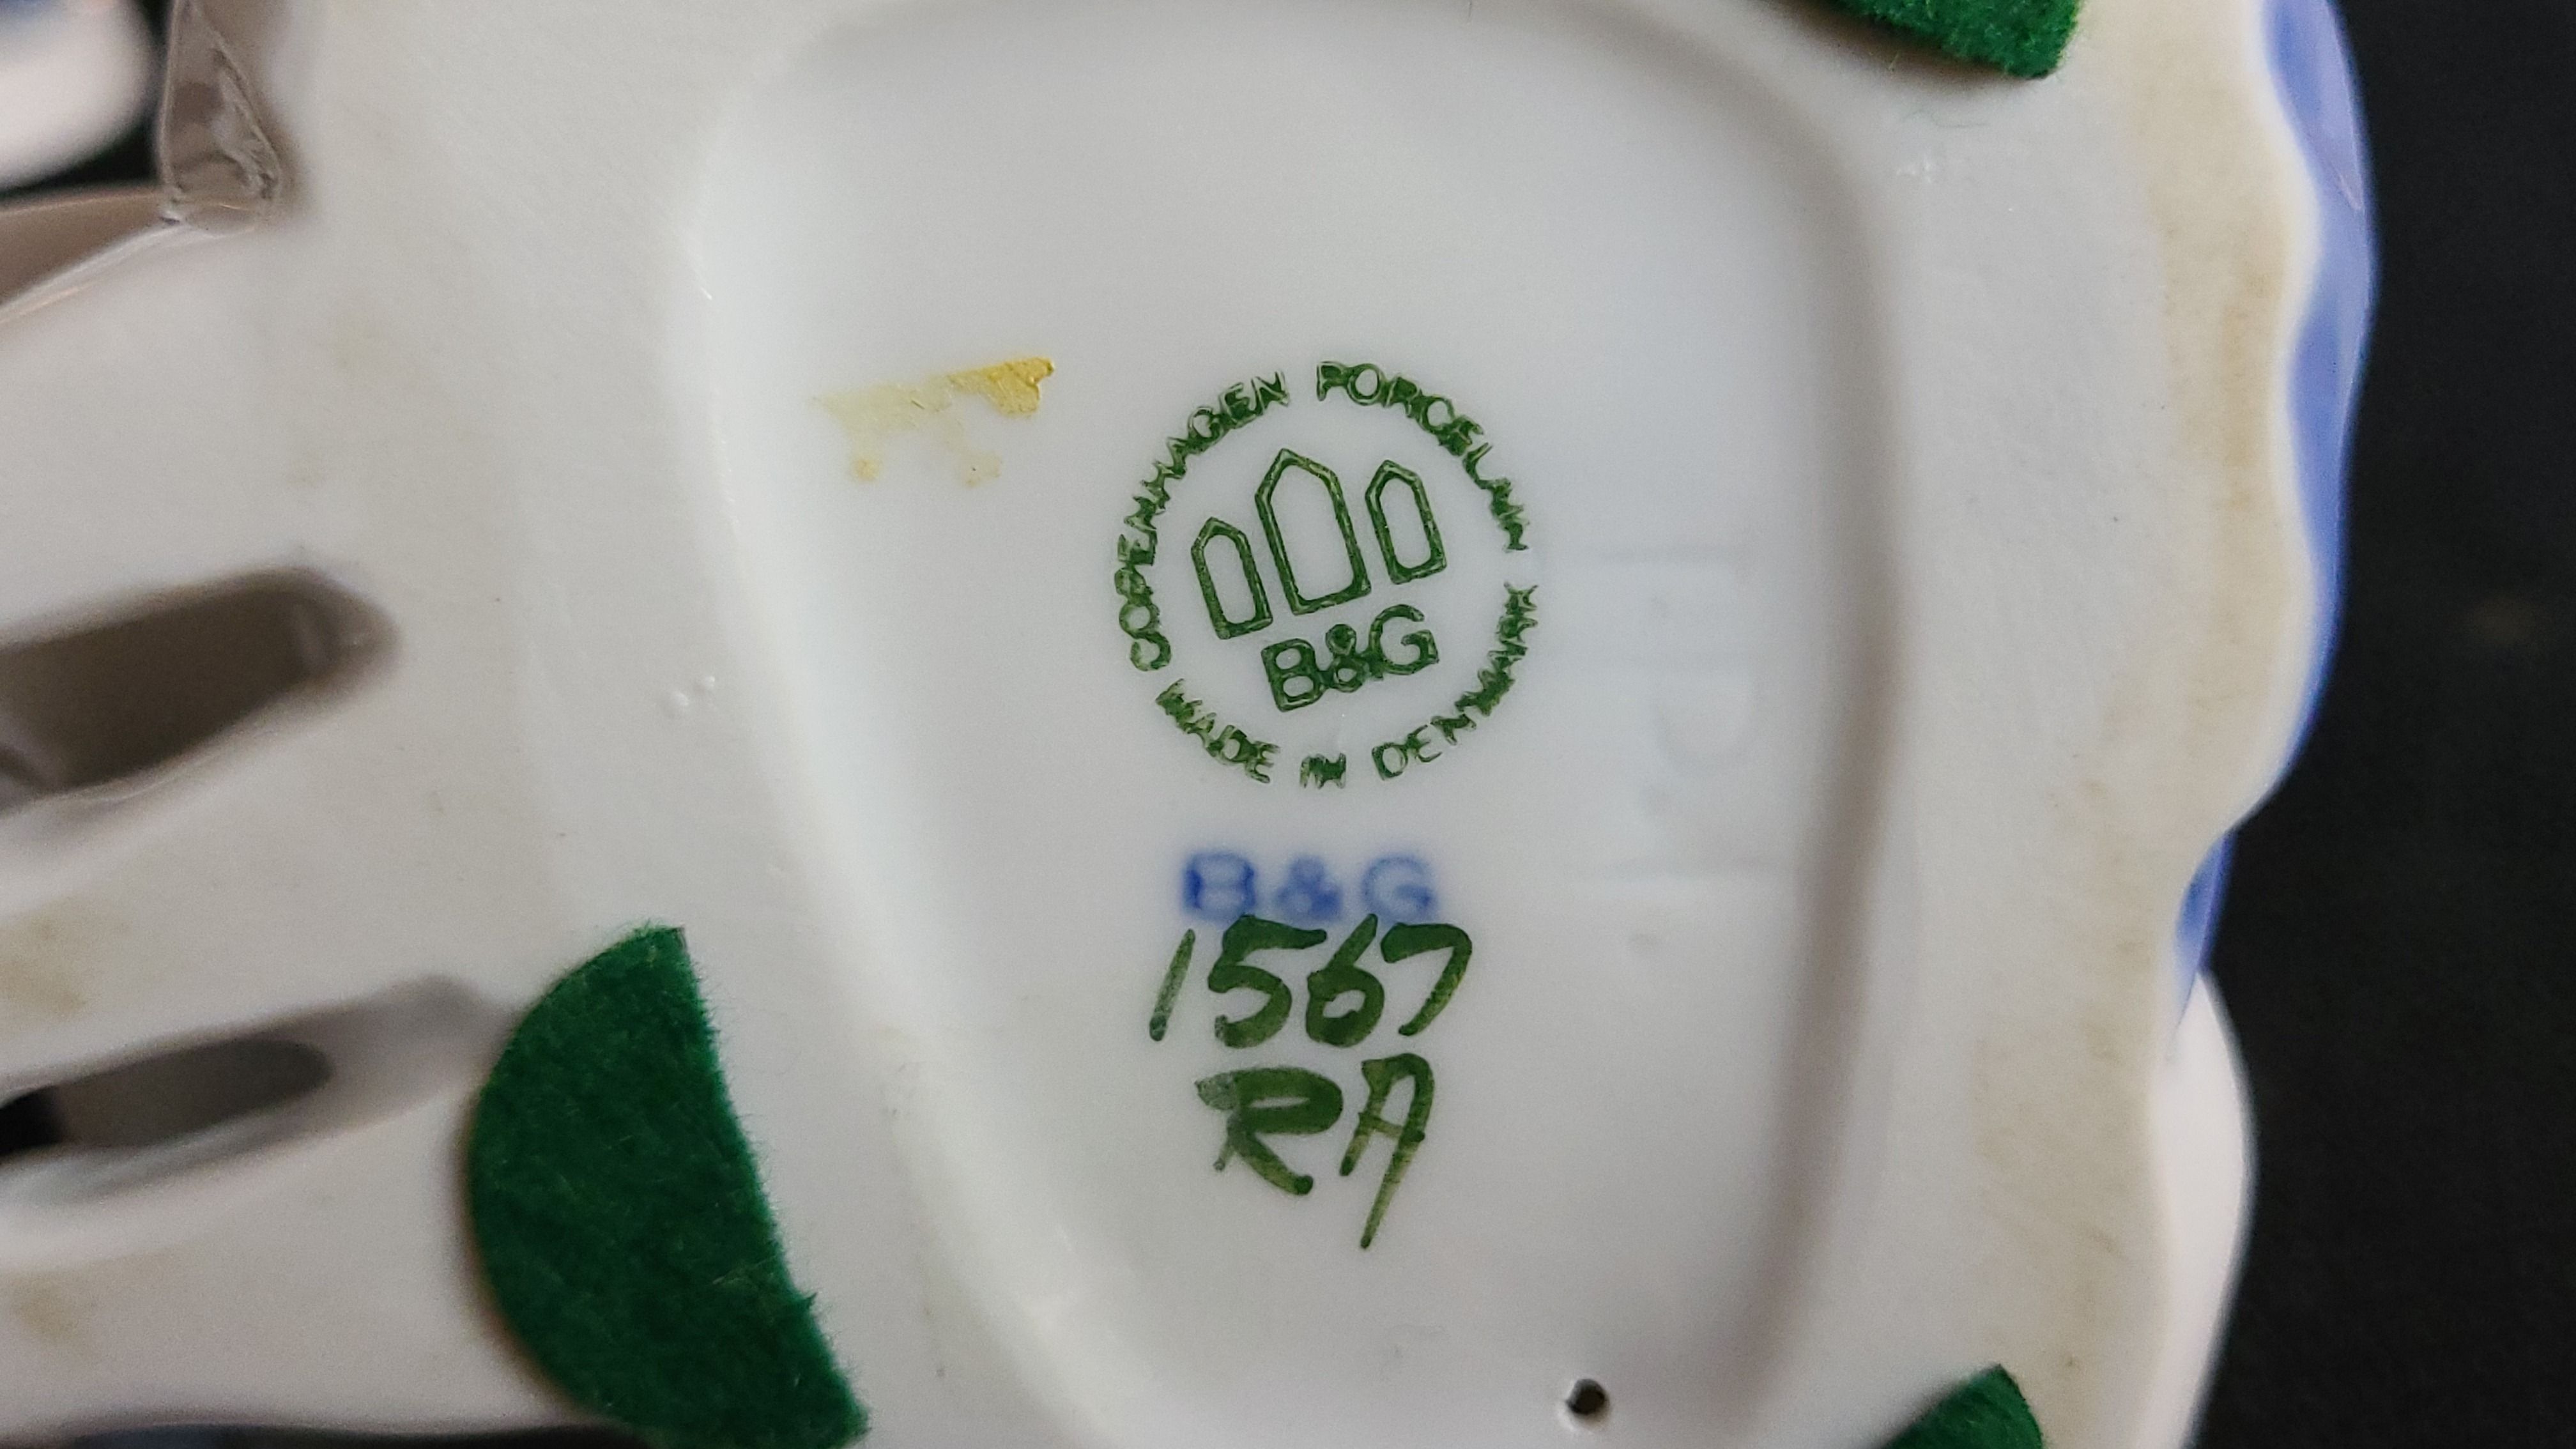 COPENHAGEN PORCELAIN
B&G
MADE IN DENMARK
B&G
1567
RA